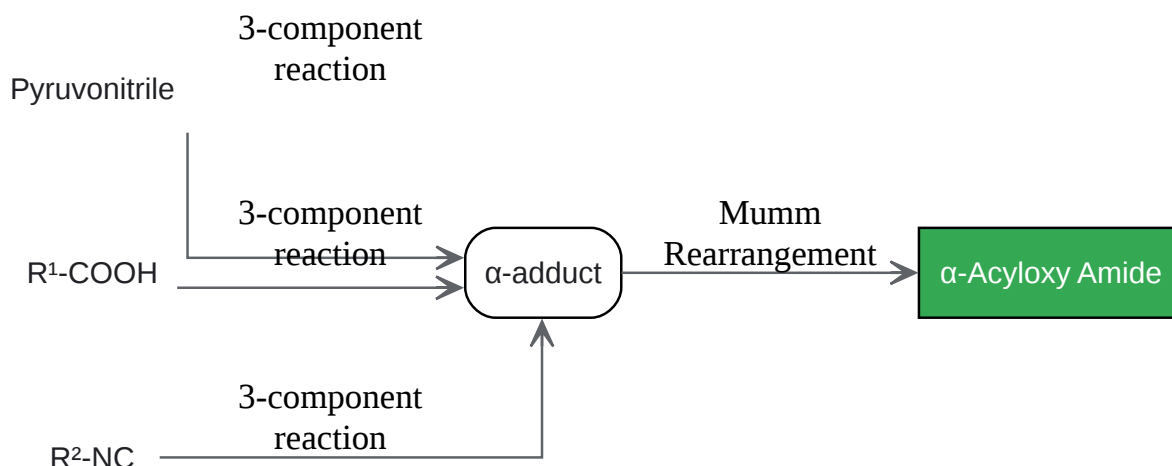 3-component
reaction
Pyruvonitrile
3-component
reaction
R¹-COOH
α-adduct
Mumm
Rearrangement
α-Acyloxy Amide
3-component
reaction
R²-NC